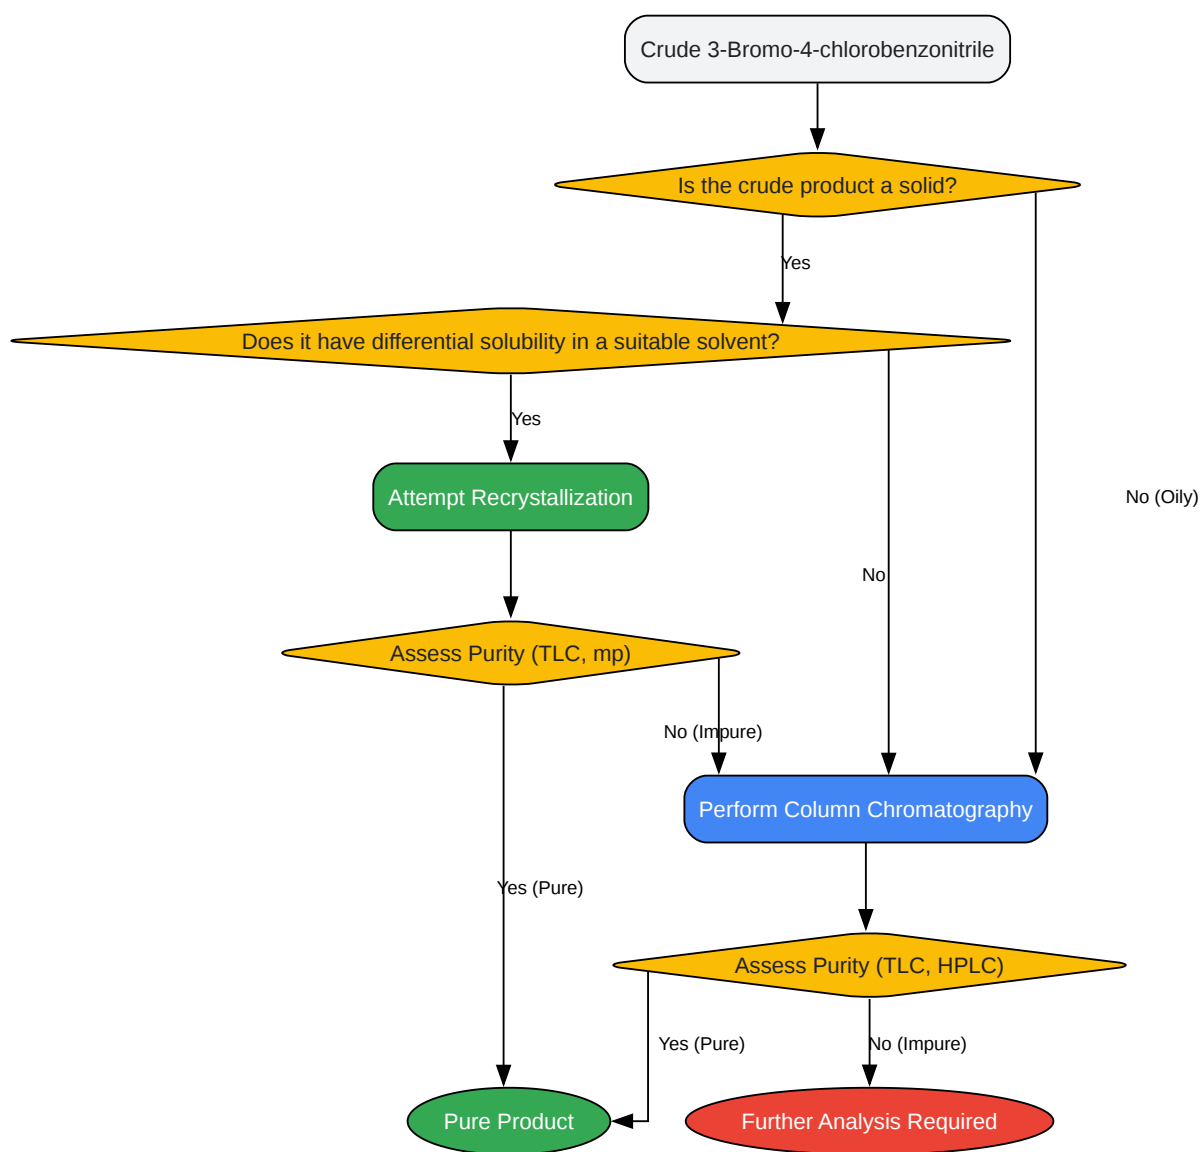 Crude 3-Bromo-4-chlorobenzonitrile
Is the crude product a solid?
Yes
Does it have differential solubility in a suitable solvent?
Yes
Attempt Recrystallization
No (Oily)
No
Assess Purity (TLC, mp)
No (Impure)
Perform Column Chromatography
Yes (Pure)
Assess Purity (TLC, HPLC)
Yes (Pure)
No (Impure)
Pure Product
Further Analysis Required